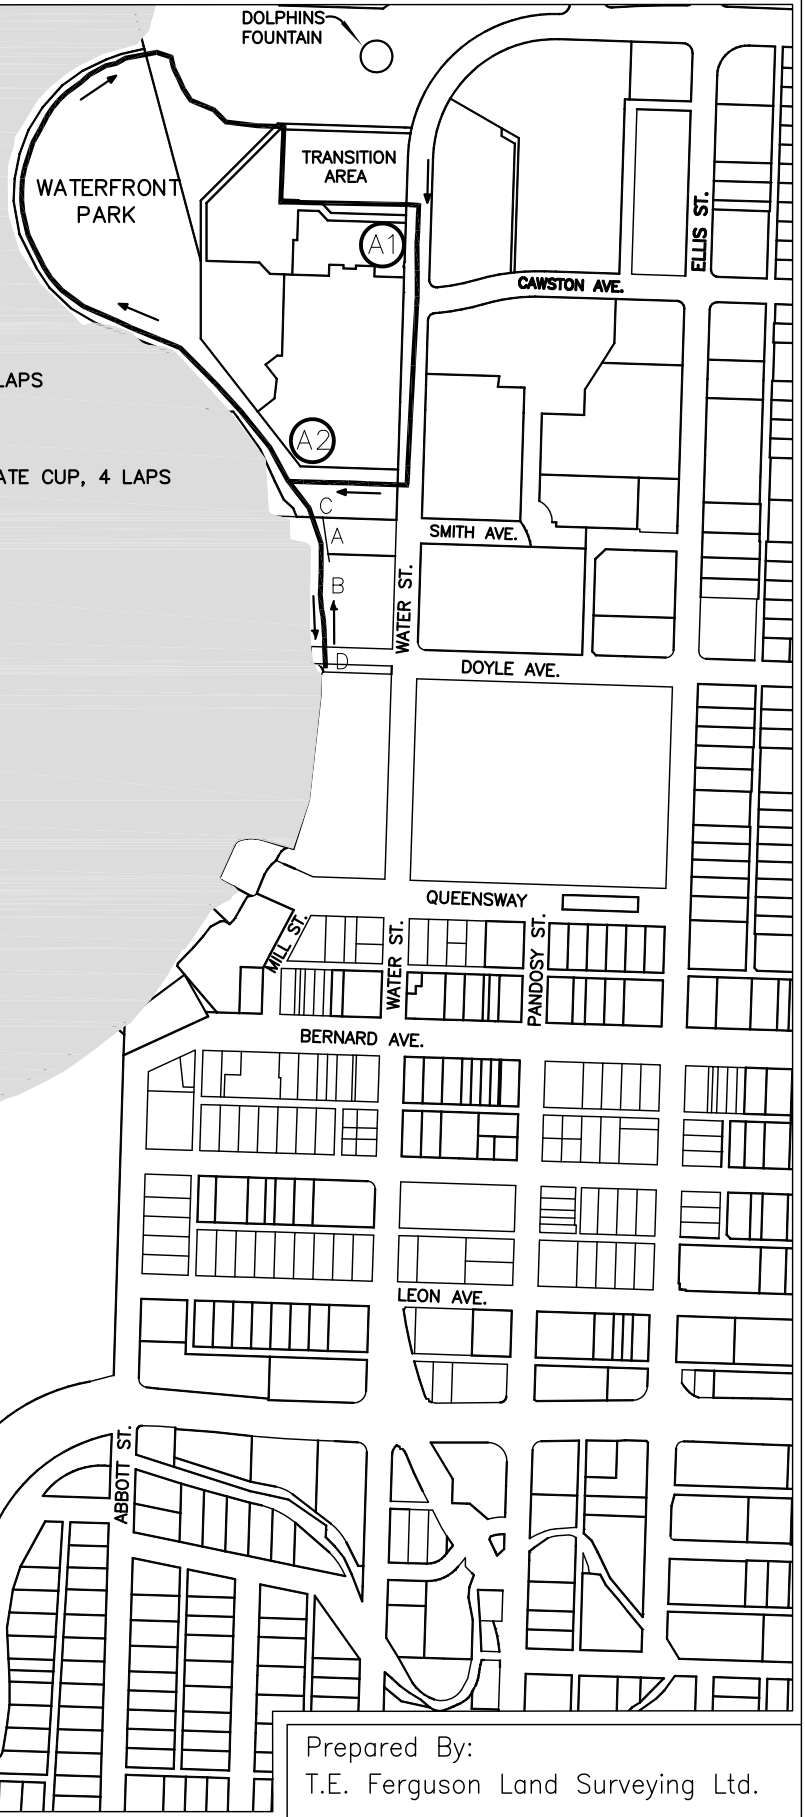 DOLPHINS
FOUNTAIN
TRANSITION
AREA
WATERFRONT
PARK
ELLIS ST.
A1
CAWSTON AVE.
LAPS
A2
ATE CUP, 4 LAPS
C
SMITH AVE.
A
B
WATER ST.
D
DOYLE AVE.
QUEENSWAY
MILL ST.
WATER ST.
PANDOSY ST.
BERNARD AVE.
LEON AVE.
ABBOTT ST.
Prepared By:
T.E. Ferguson Land Surveying Ltd.